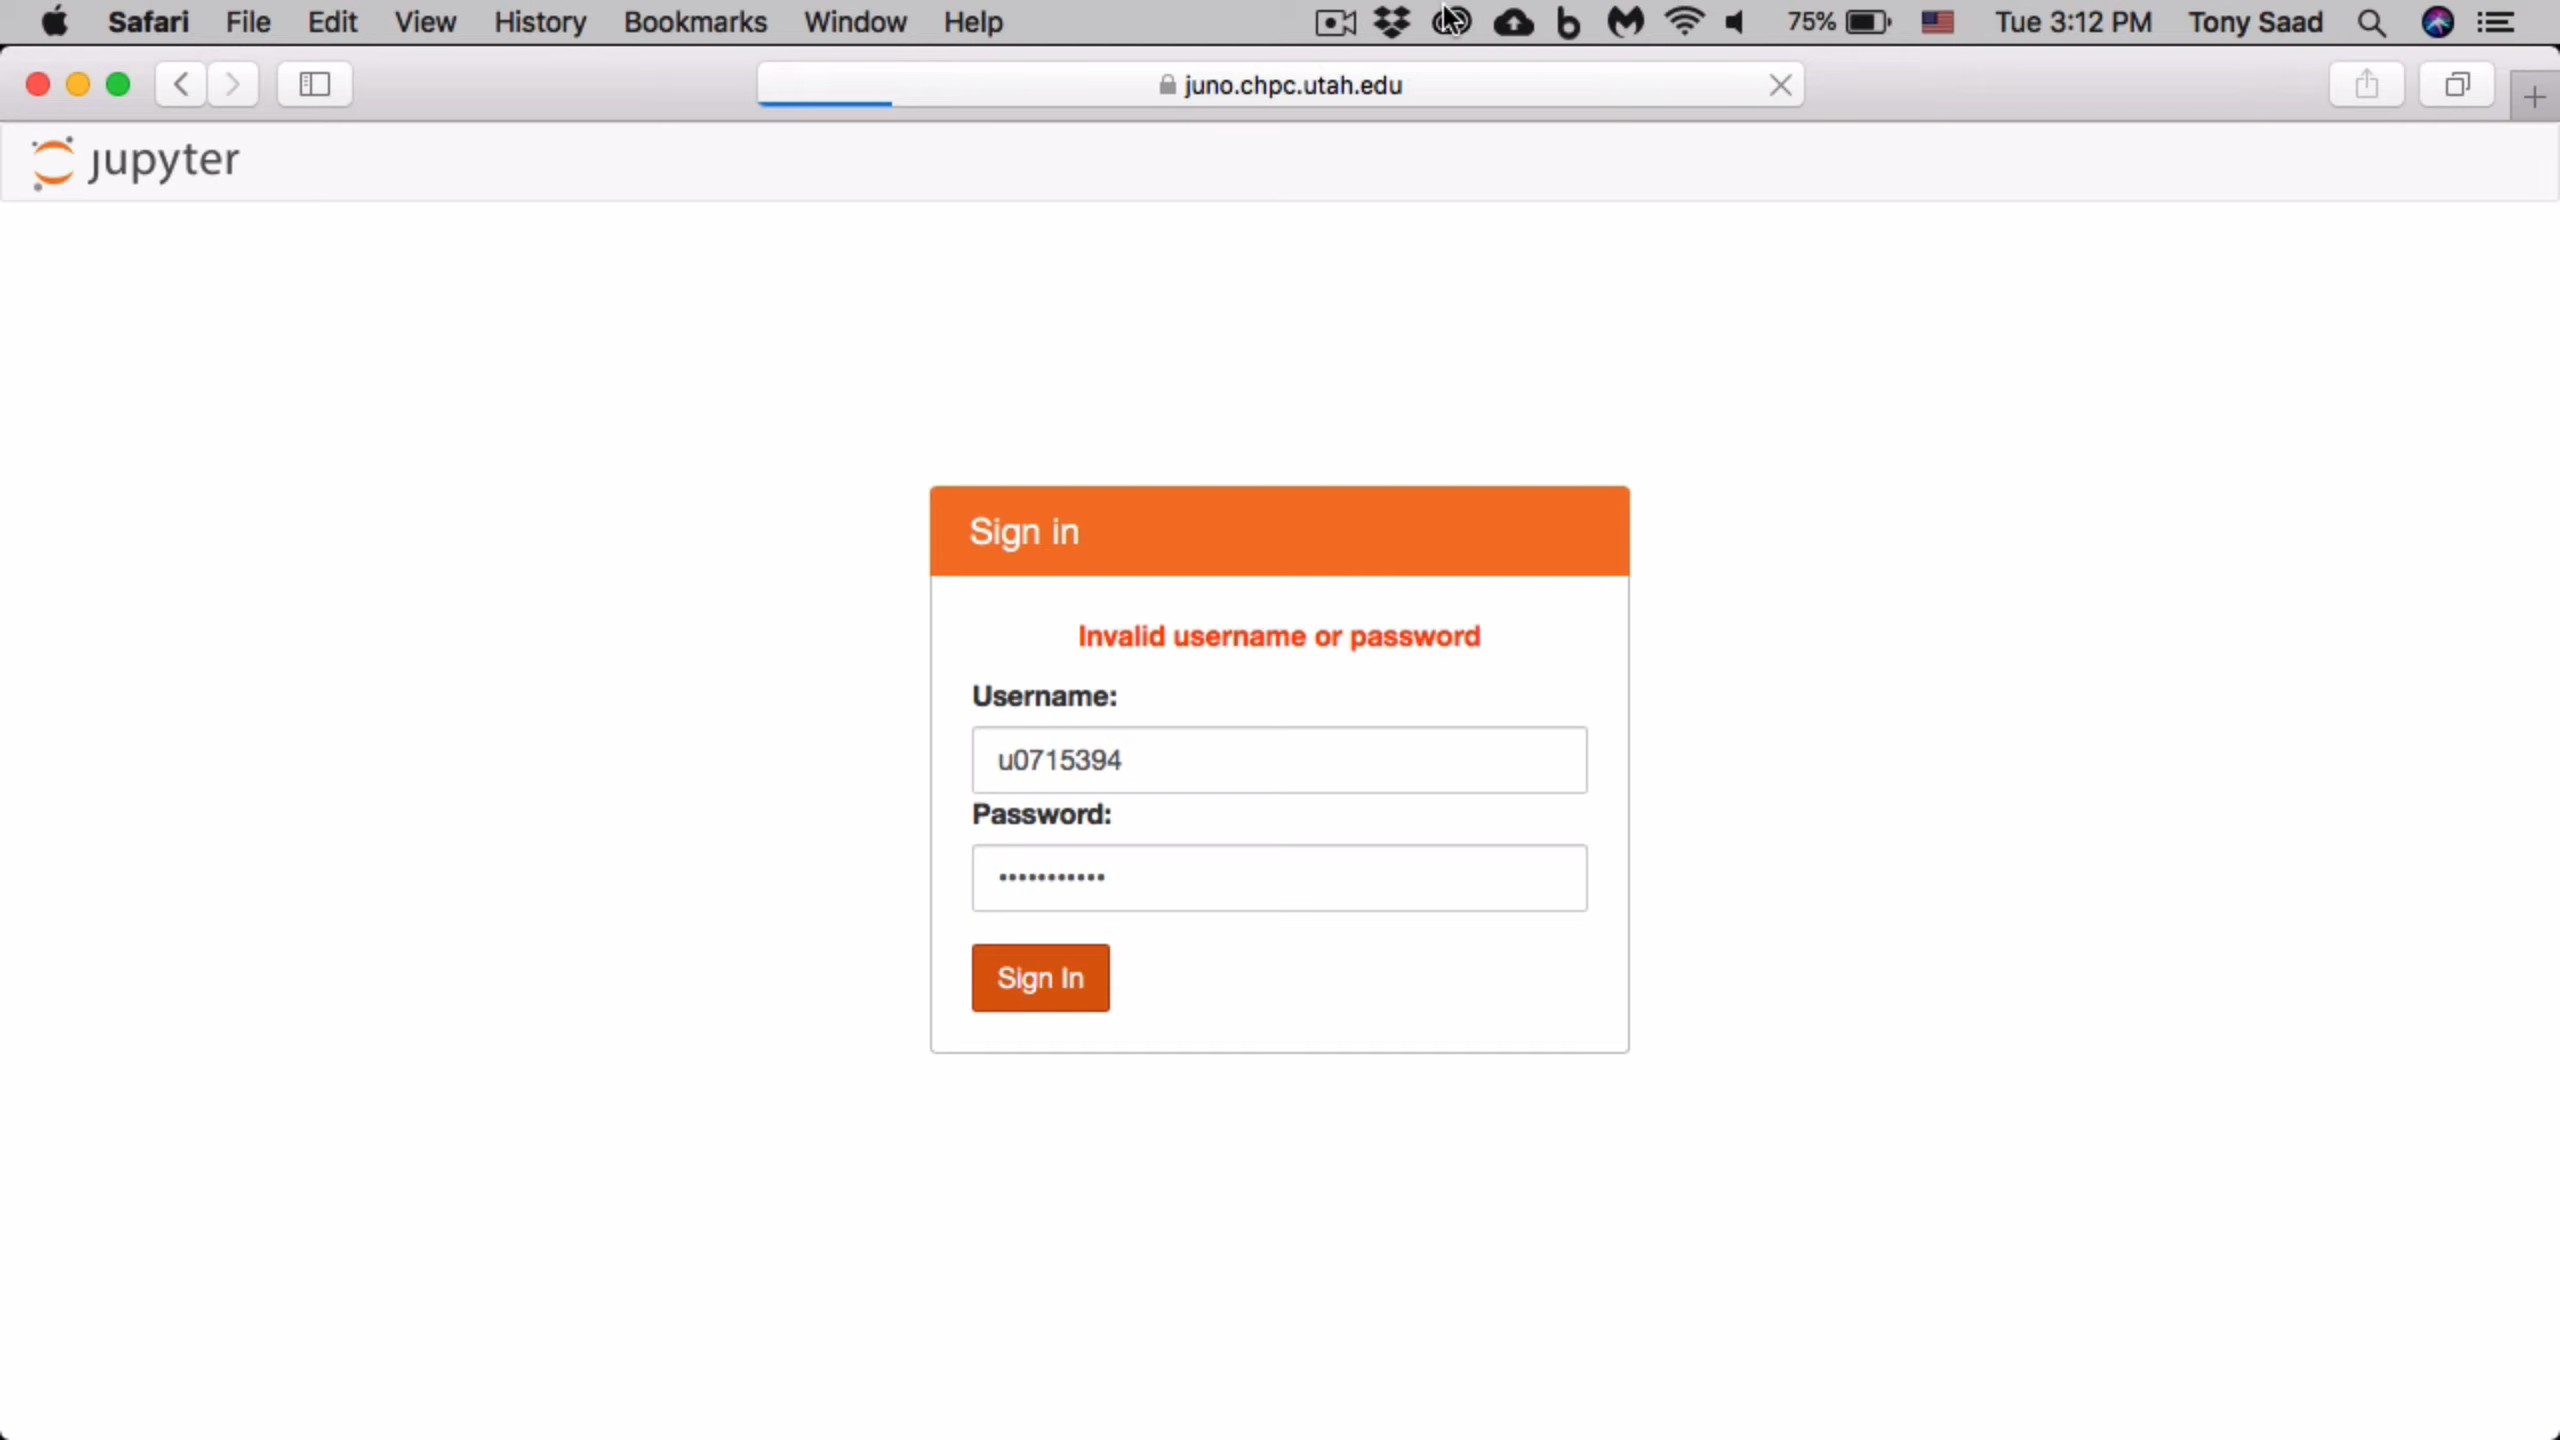 Safari File Edit View History Bookmarks Window Help 75% Tue 3:12 PM Tony Saad
juno.chpc.utah.edu
jupyter
Sign in
Invalid username or password
Username:
u0715394
Password:
•••••••••••
Sign In